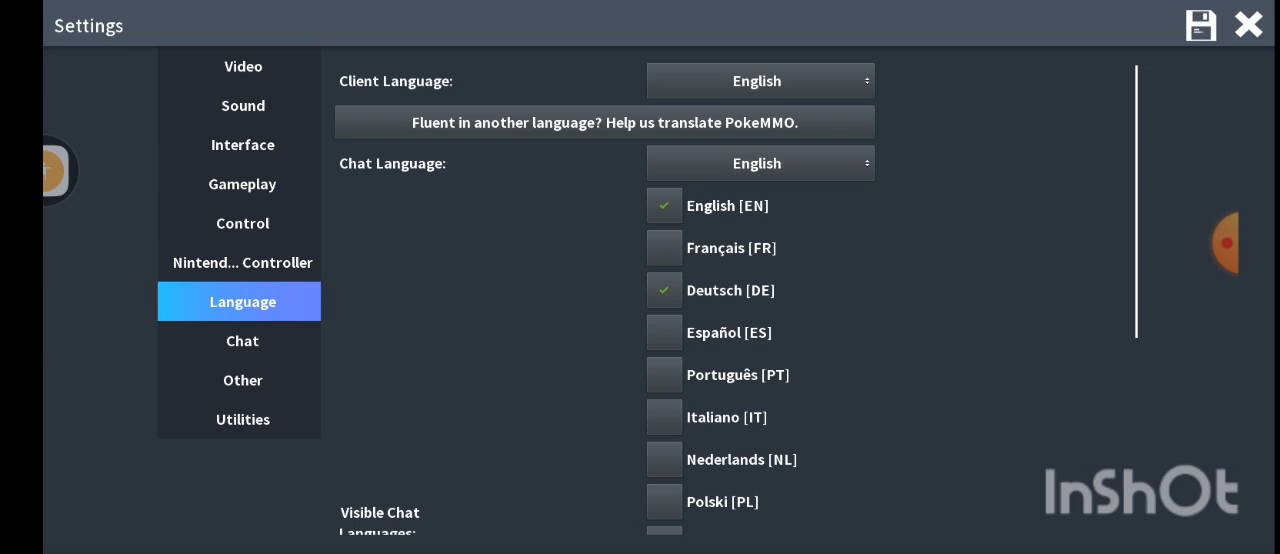 Settings
Video
Sound
Interface
Gameplay
Control
Nintend... Controller
Language
Chat
Other
Utilities
Client Language:
English
Fluent in another language? Help us translate PokeMMO.
Chat Language:
English
English [EN]
Français [FR]
Deutsch [DE]
Español [ES]
Português [PT]
Italiano [IT]
Nederlands [NL]
Polski [PL]
Visible Chat
Languages:
InShOt